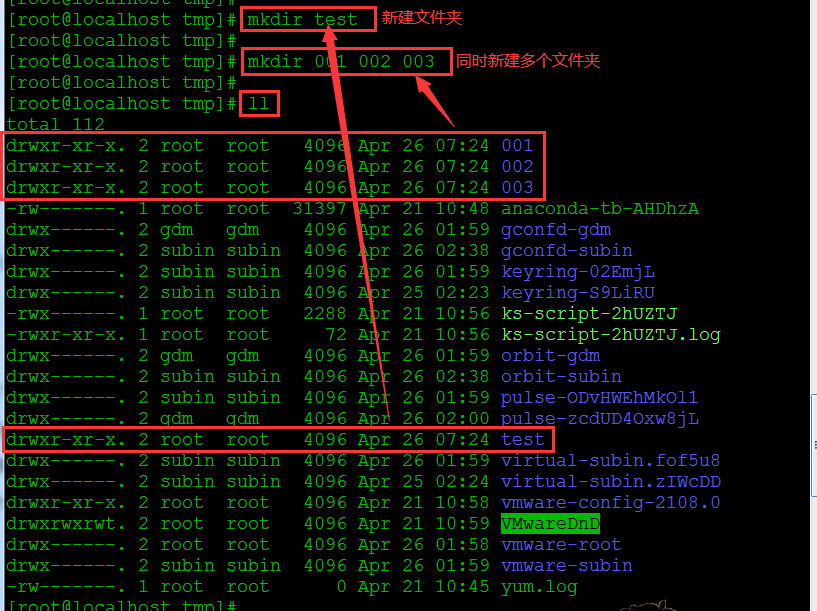 [root@localhost tmp]#
[root@localhost tmp]# mkdir test 新建文件夹
[root@localhost tmp]#
[root@localhost tmp]# mkdir 001 002 003 同时新建多个文件夹
[root@localhost tmp]#
[root@localhost tmp]# ll
total 112
drwxr-xr-x. 2 root root 4096 Apr 26 07:24 001
drwxr-xr-x. 2 root root 4096 Apr 26 07:24 002
drwxr-xr-x. 2 root root 4096 Apr 26 07:24 003
-rw-------. 1 root root 31397 Apr 21 10:48 anaconda-tb-AHDhzA
drwx------. 2 gdm gdm 4096 Apr 26 01:59 gconfd-gdm
drwx------. 2 subin subin 4096 Apr 26 02:38 gconfd-subin
drwx------. 2 subin subin 4096 Apr 26 01:59 keyring-02EmjL
drwx------. 2 subin subin 4096 Apr 25 02:23 keyring-S9LiRU
-rwx------. 1 root root 2288 Apr 21 10:56 ks-script-2hUZTJ
-rwxr-xr-x. 1 root root 72 Apr 21 10:56 ks-script-2hUZTJ.log
drwx------. 2 gdm gdm 4096 Apr 26 01:59 orbit-gdm
drwx------. 2 subin subin 4096 Apr 26 02:38 orbit-subin
drwx------. 2 subin subin 4096 Apr 26 01:59 pulse-ODvHWEhMkOl1
drwx------. 2 gdm gdm 4096 Apr 26 02:00 pulse-zcdUD4Oxw8jL
drwxr-xr-x. 2 root root 4096 Apr 26 07:24 test
drwx------. 2 subin subin 4096 Apr 26 01:59 virtual-subin.fof5u8
drwx------. 2 subin subin 4096 Apr 25 02:24 virtual-subin.zIWcDD
drwxr-xr-x. 2 root root 4096 Apr 21 10:58 vmware-config-2108.0
drwxrwxrwt. 2 root root 4096 Apr 21 10:59 VMwareDnD
drwx------. 2 root root 4096 Apr 26 01:58 vmware-root
drwx------. 2 subin subin 4096 Apr 26 01:59 vmware-subin
-rw-------. 1 root root 0 Apr 21 10:45 yum.log
[root@localhost tmp]#